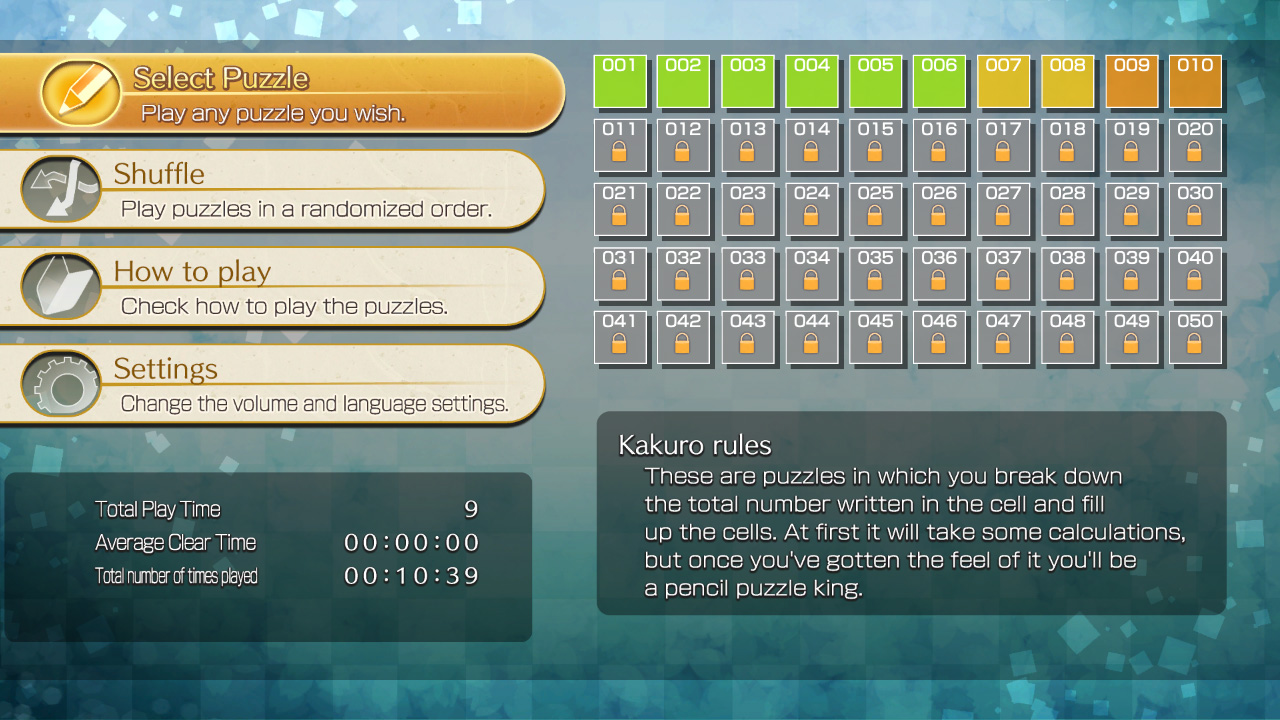 Select Puzzle
Play any puzzle you wish.
Shuffle
Play puzzles in a randomized order.
How to play
Check how to play the puzzles.
Settings
Change the volume and language settings.
Total Play Time 9
Average Clear Time 00:00:00
Total number of times played 00:10:39
001 002 003 004 005 006 007 008 009 010
011 012 013 014 015 016 017 018 019 020
021 022 023 024 025 026 027 028 029 030
031 032 033 034 035 036 037 038 039 040
041 042 043 044 045 046 047 048 049 050
Kakuro rules
These are puzzles in which you break down
the total number written in the cell and fill
up the cells. At first it will take some calculations,
but once you've gotten the feel of it you'll be
a pencil puzzle king.